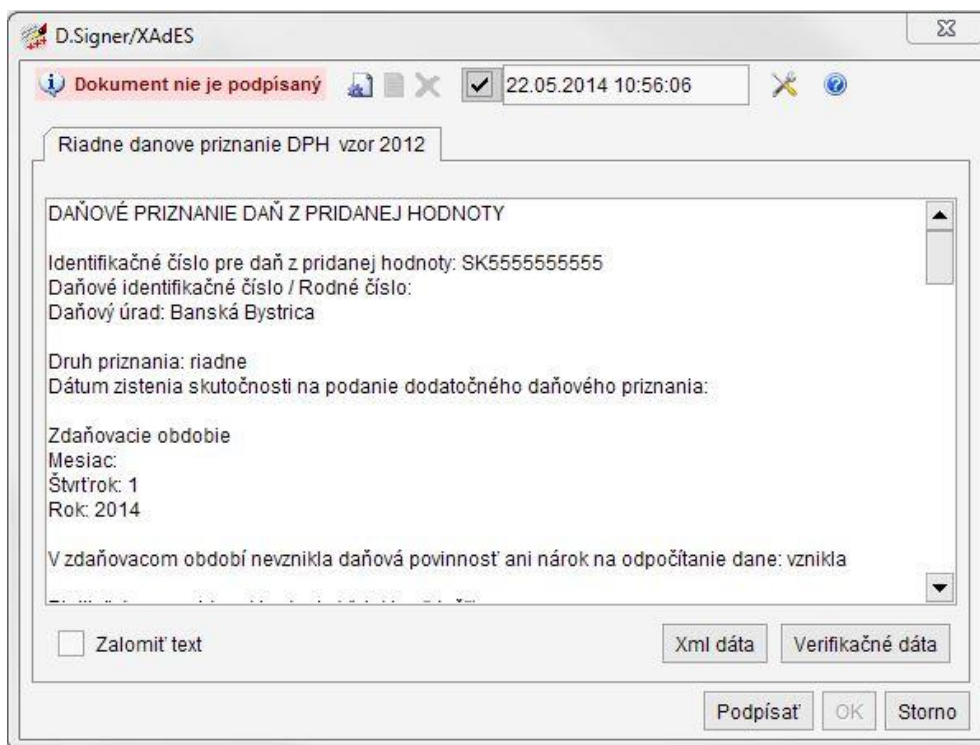 D.Signer/XAdES
Dokument nie je podpísaný
22.05.2014 10:56:06
Riadne danove priznanie DPH vzor 2012
DAŇOVÉ PRIZNANIE DAŇ Z PRIDANEJ HODNOTY
Identifikačné číslo pre daň z pridanej hodnoty: SK5555555555
Daňové identifikačné číslo / Rodné číslo:
Daňový úrad: Banská Bystrica
Druh priznania: riadne
Dátum zistenia skutočnosti na podanie dodatočného daňového priznania:
Zdaňovacie obdobie
Mesiac:
Štvrťrok: 1
Rok: 2014
V zdaňovacom období nevznikla daňová povinnosť ani nárok na odpočítanie dane: vznikla
Zalomiť text
Xml dáta
Verifikačné dáta
Podpísať
OK
Storno